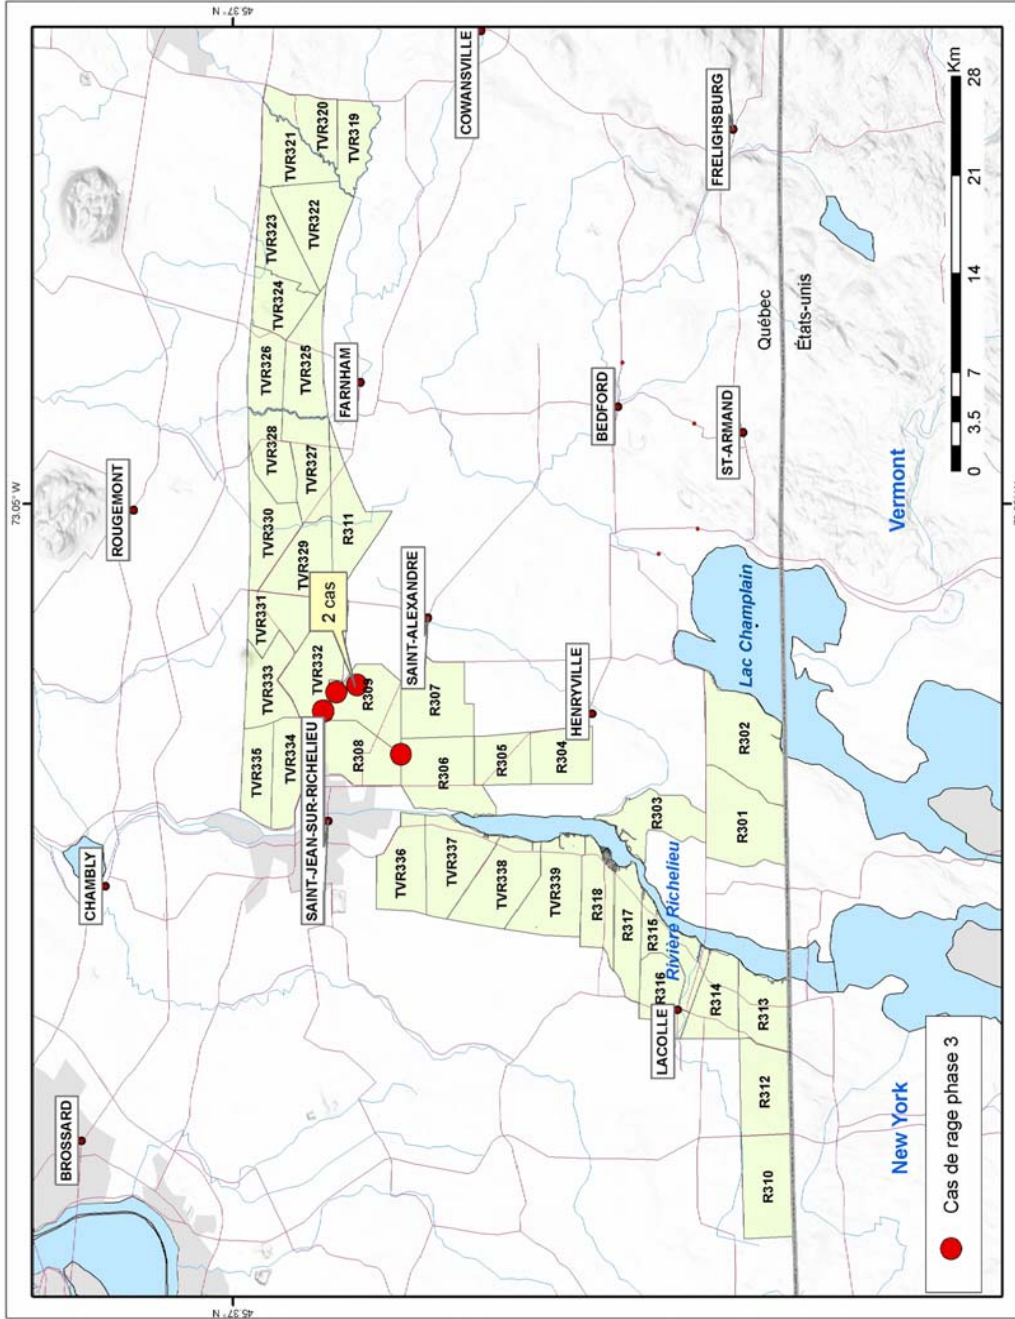 73.05° W
BROSSARD
CHAMBLY
ROUGEMONT
45.37° N
45.37° N
TVR335
TVR333
TVR331
TVR330
TVR328
TVR326
TVR324
TVR323
TVR321
TVR334
TVR332
TVR329
TVR327
TVR325
TVR322
TVR320
TVR319
2 cas
R311
FARNHAM
SAINT-JEAN-SUR-RICHELIEU
R308
R309
SAINT-ALEXANDRE
COWANSVILLE
TVR336
R306
R307
TVR337
TVR338
R305
TVR339
R304
HENRYVILLE
BEDFORD
R318
R317
R303
R315
R316
Rivière Richelieu
LACOLLE
R314
R301
R302
Lac Champlain
ST-ARMAND
FRELIGHSBURG
R313
R312
R310
Québec
États-unis
New York
Vermont
Cas de rage phase 3
0 3.5 7 14 21 28
Km